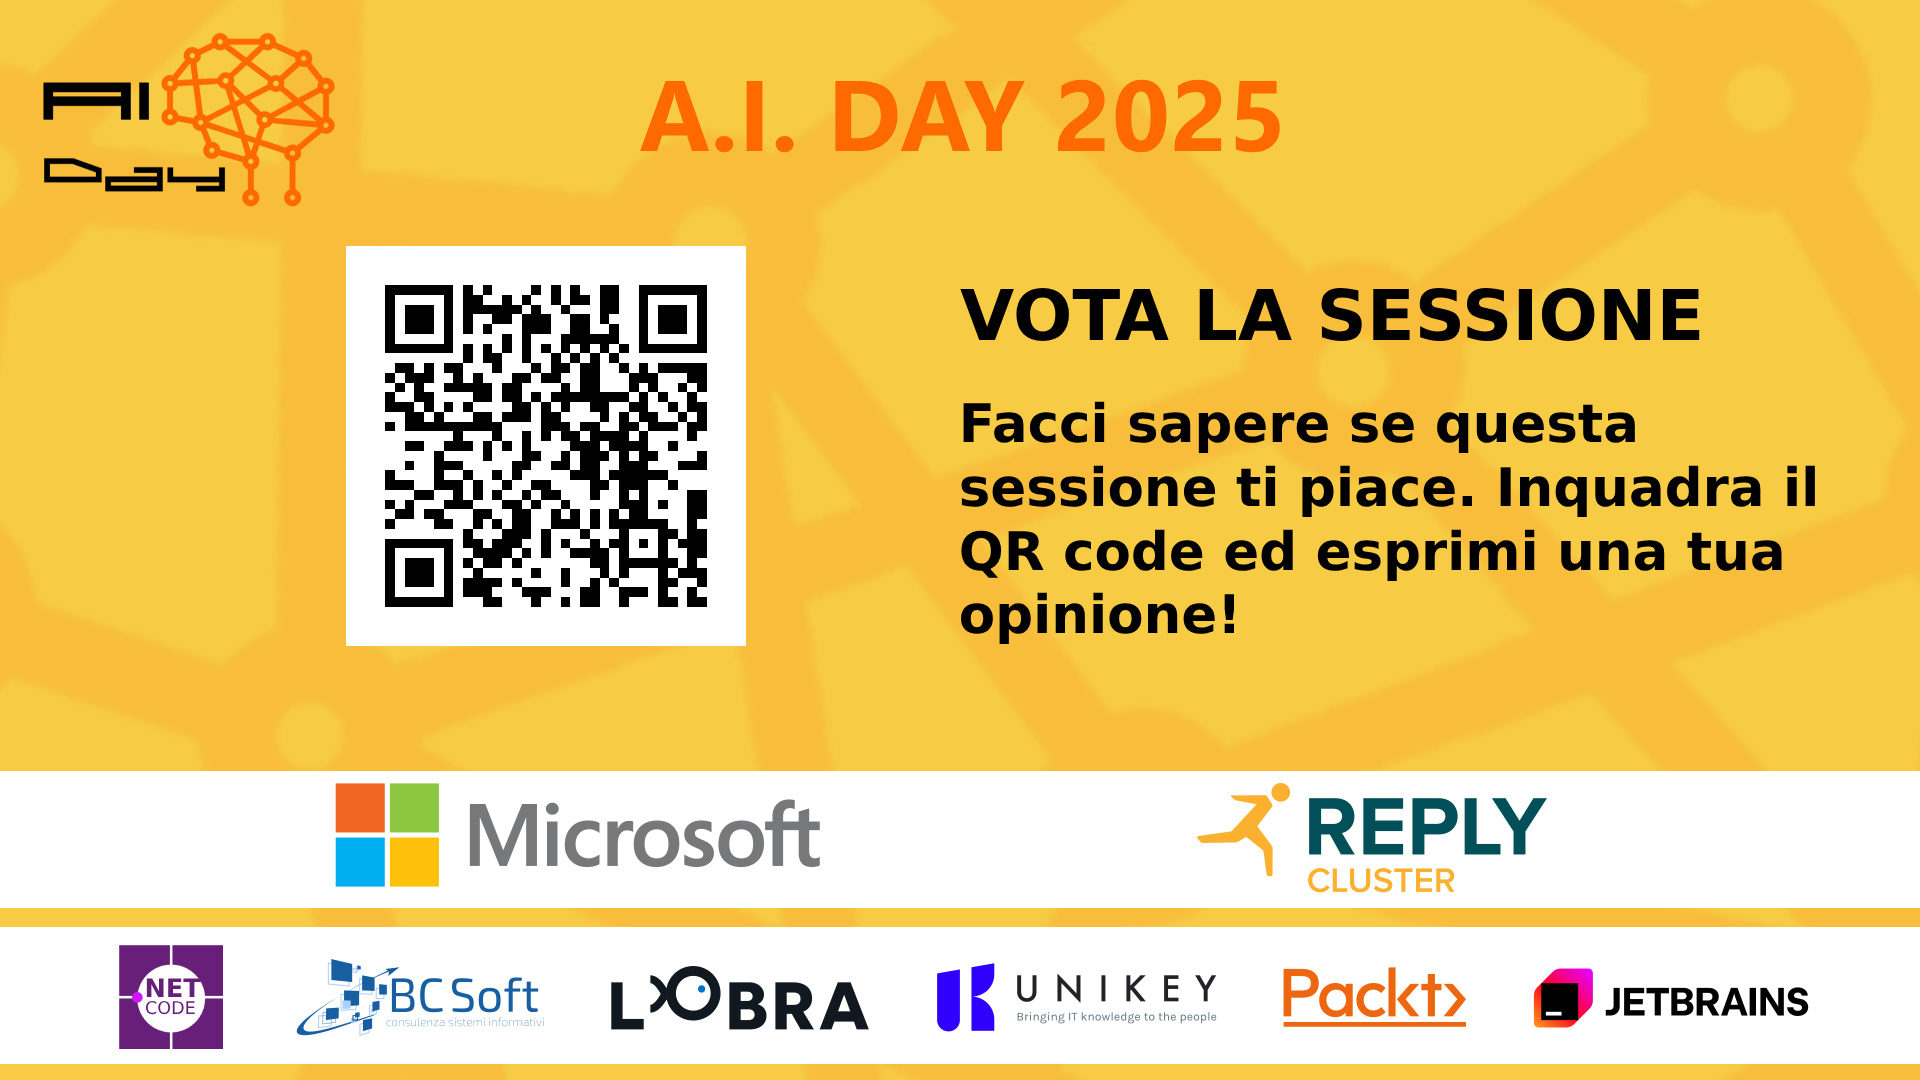 AI
Day
A.I. DAY 2025
VOTA LA SESSIONE
Facci sapere se questa
sessione ti piace. Inquadra il
QR code ed esprimi una tua
opinione!
Microsoft
REPLY
CLUSTER
NET
CODE
BCSoft
consulenza sistemi informativi
LOBRA
UNIKEY
Bringing IT knowledge to the people
Packt>
JETBRAINS